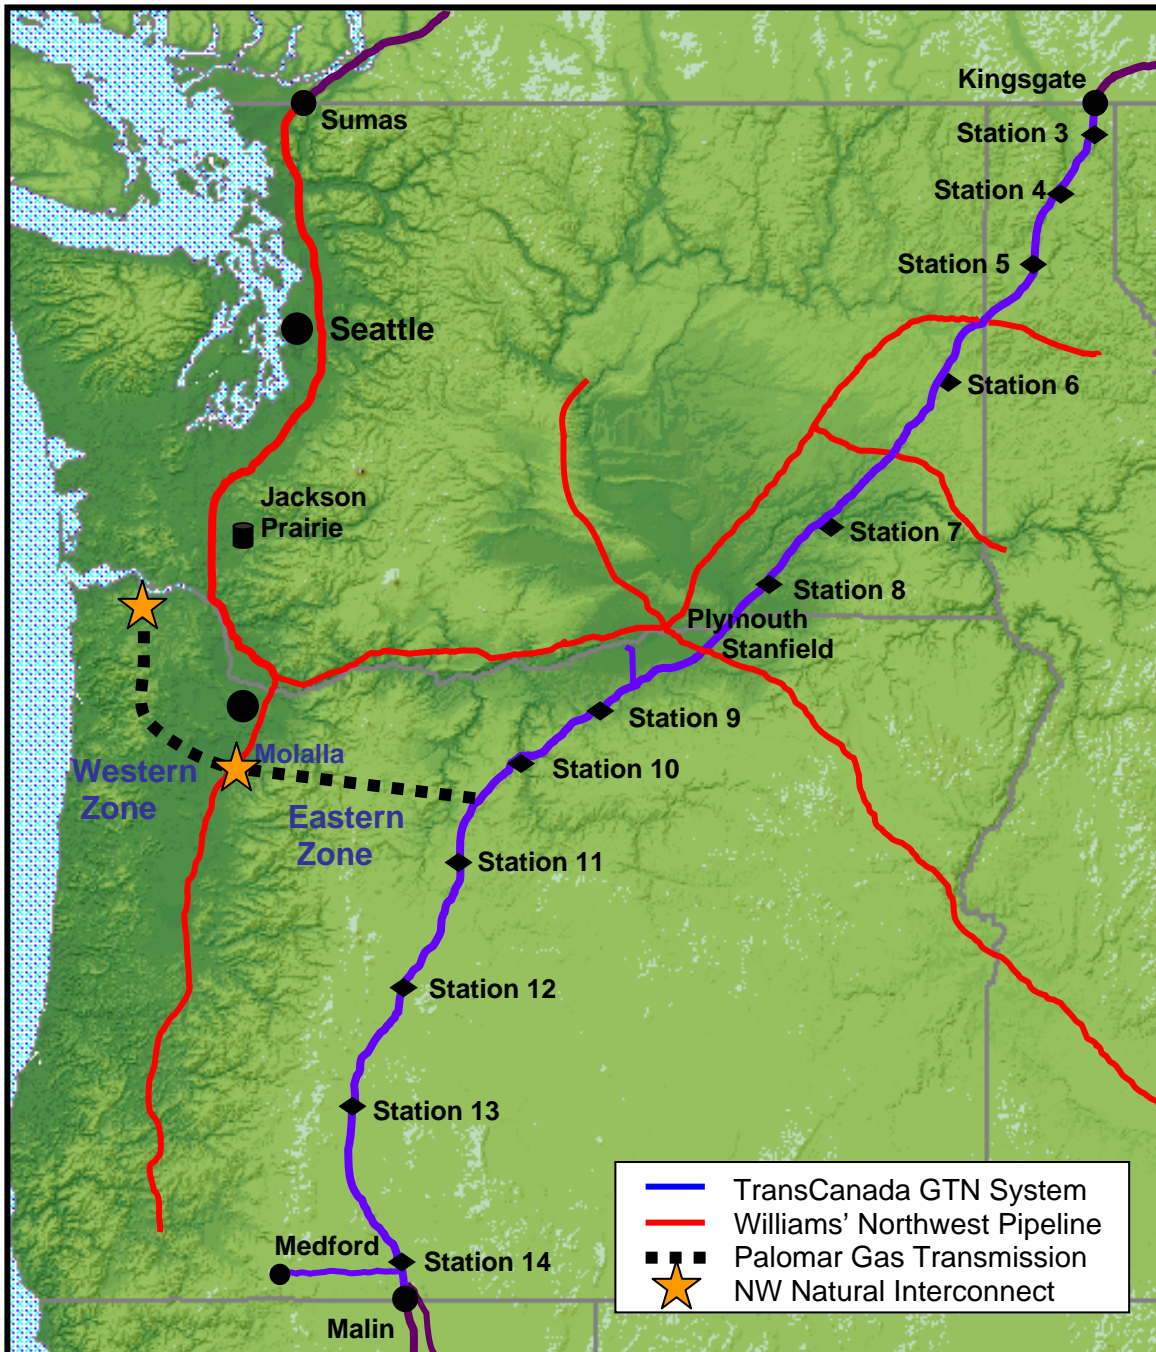 Kingsgate
Sumas
Station 3
Station 4
Station 5
Seattle
Station 6
Jackson
Prairie
Station 7
Station 8
Plymouth
Stanfield
Station 9
Molalla
Western
Zone
Station 10
Eastern
Zone
Station 11
Station 12
Station 13
Medford
Station 14
Malin
TransCanada GTN System
Williams’ Northwest Pipeline
Palomar Gas Transmission
NW Natural Interconnect